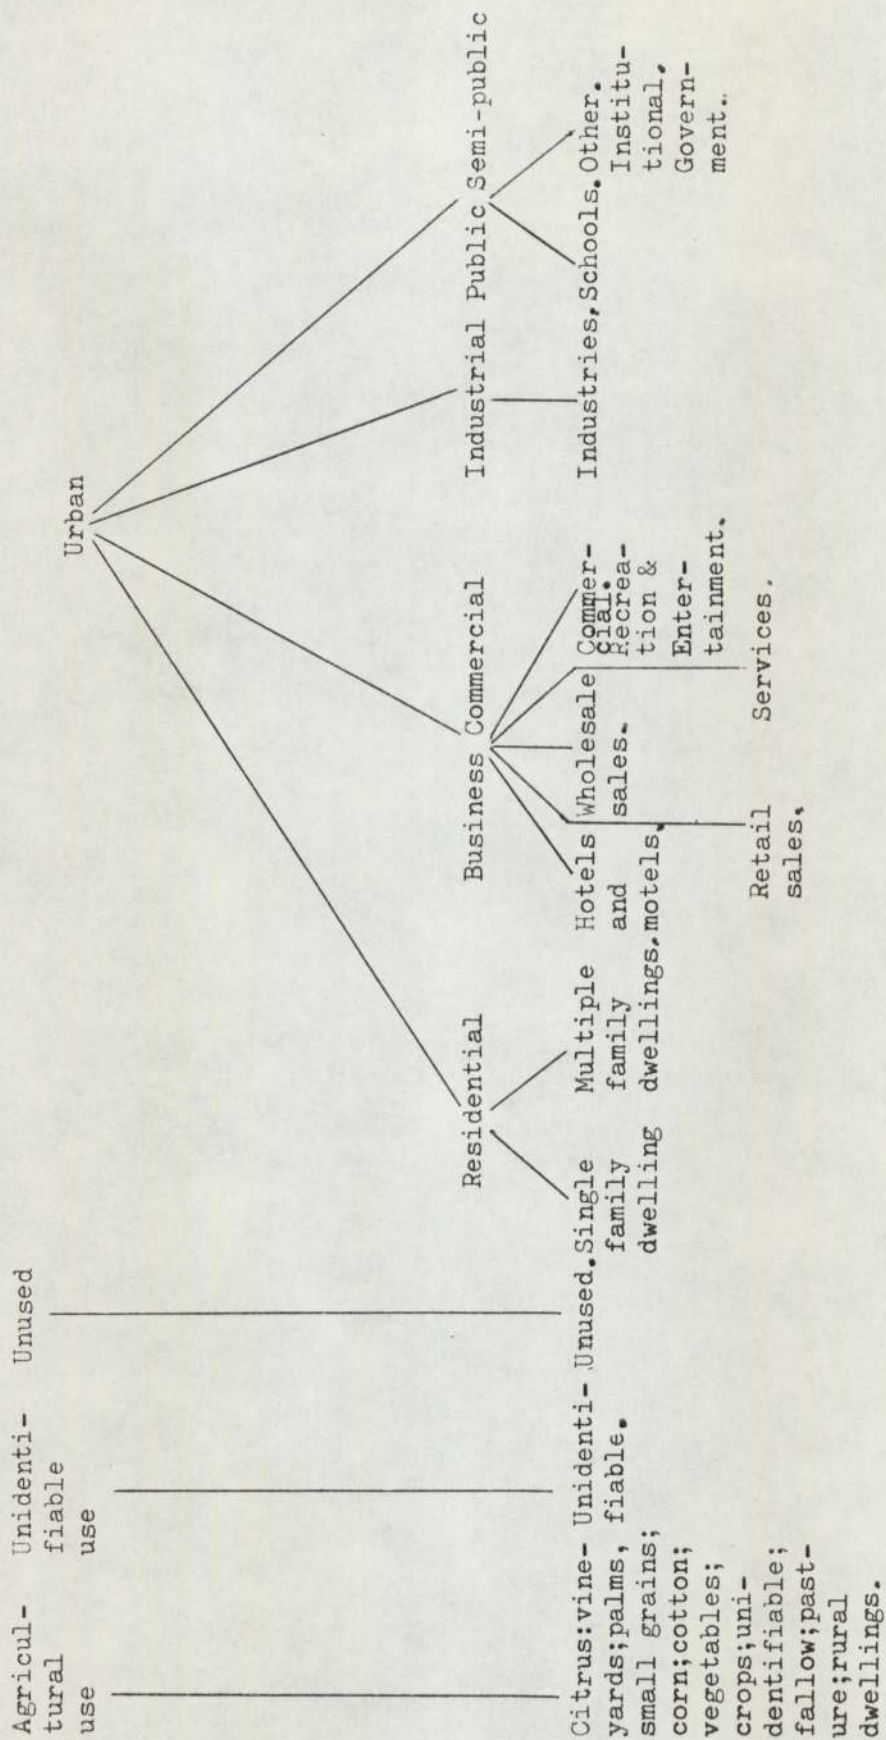 Agricul-
tural
use
Unidenti-
fiable
use
Unused
Urban
Residential
Business Commercial
Industrial
Public Semi-public
Citrus:vine-
yards;palms,
small grains;
corn;cotton;
vegetables;
crops;uni-
dentifiable;
fallow;past-
ure;rural
dwellings.
Unidenti-
fiable.
Unused.
Single
family
dwelling
Multiple
family
dwellings.
Hotels
and
motels.
Retail
sales.
Wholesale
sales.
Services.
Commer-
cial.
Recrea-
tion &
Enter-
tainment.
Industries,
Schools.
Other.
Institu-
tional.
Govern-
ment..